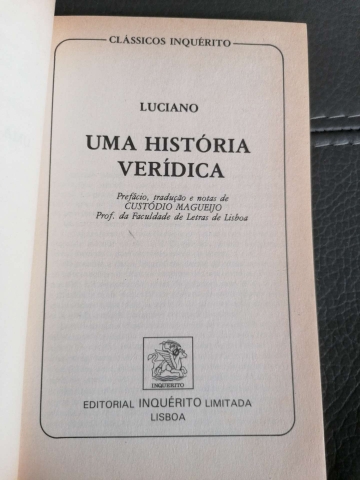 CLÁSSICOS INQUÉRITO
LUCIANO
UMA HISTÓRIA
VERÍDICA
Prefácio, tradução e notas de
CUSTÓDIO MAGUEIJO
Prof. da Faculdade de Letras de Lisboa
INQUÉRITO
EDITORIAL INQUÉRITO LIMITADA
LISBOA